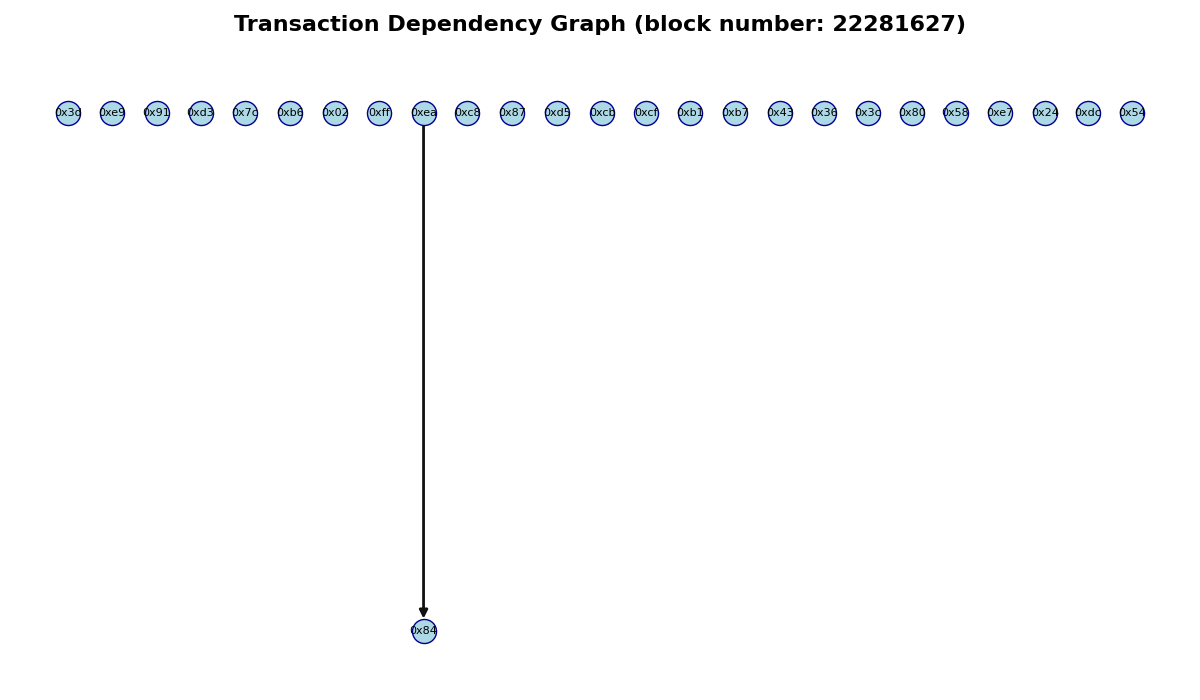 Transaction Dependency Graph (block number: 22281627)
0x3d 0xe9 0x91 0xd3 0x7c 0xb6 0x02 0xff 0xea 0xc8 0x87 0xd5 0xcb 0xcf 0xb1 0xb7 0x43 0x36 0x3c 0x80 0x58 0xe7 0x24 0xdc 0x54
0x84